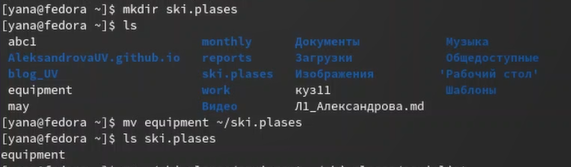 [yana@fedora ~]$ mkdir ski.plases
[yana@fedora ~]$ ls
abc1 monthly Документы Музыка
AleksandrovaUV.github.io reports Загрузки Общедоступные
blog_UV ski.plases Изображения 'Рабочий стол'
equipment work куз11 Шаблоны
may Видео Л1_Александрова.md
[yana@fedora ~]$ mv equipment ~/ski.plases
[yana@fedora ~]$ ls ski.plases
equipment